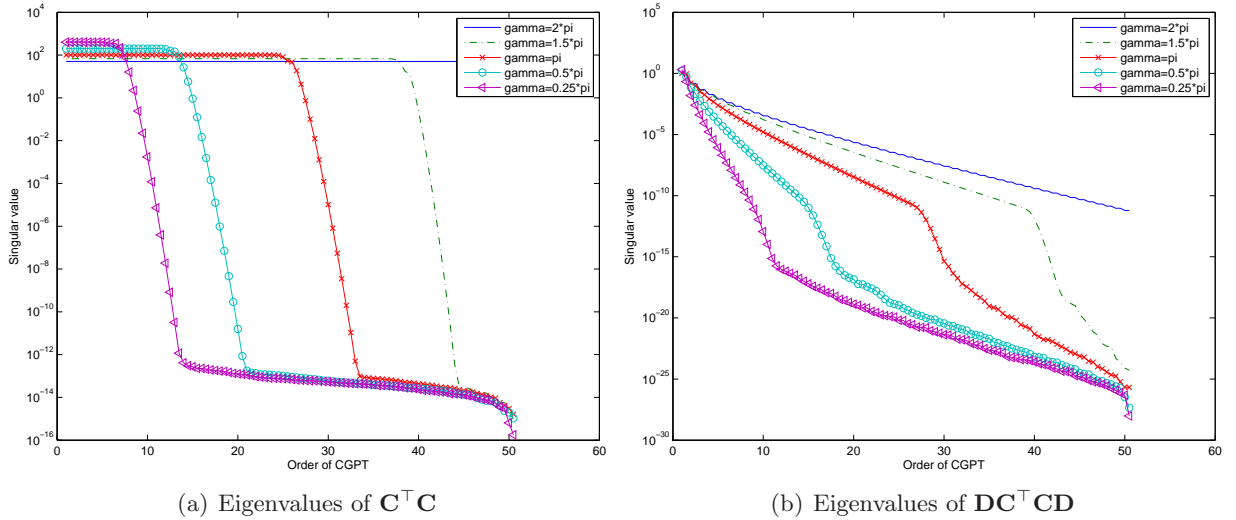 10^4
10^2
10^0
10^−2
10^−4
10^−6
10^−8
10^−10
10^−12
10^−14
10^−16
Singular value
0 10 20 30 40 50 60
Order of CGPT
gamma=2*pi
gamma=1.5*pi
gamma=pi
gamma=0.5*pi
gamma=0.25*pi
(a) Eigenvalues of C^⊤C
10^5
10^0
10^−5
10^−10
10^−15
10^−20
10^−25
10^−30
Singular value
0 10 20 30 40 50 60
Order of CGPT
gamma=2*pi
gamma=1.5*pi
gamma=pi
gamma=0.5*pi
gamma=0.25*pi
(b) Eigenvalues of DC^⊤CD